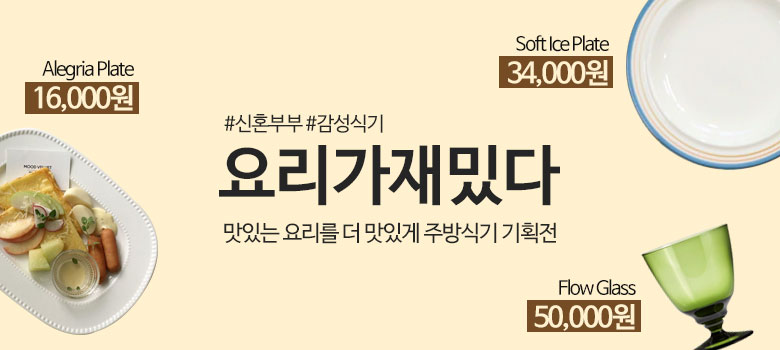 Alegria Plate
16,000원
Soft Ice Plate
34,000원
#신혼부부 #감성식기
요리가재밌다
맛있는 요리를 더 맛있게 주방식기 기획전
Flow Glass
50,000원